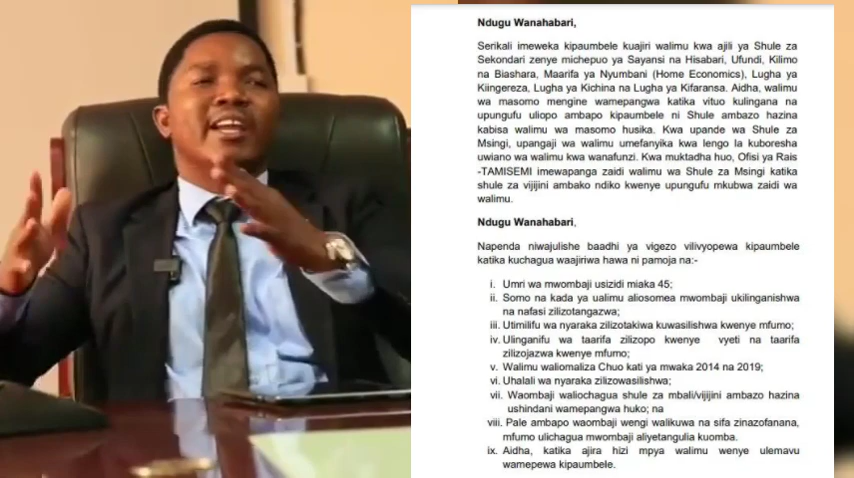 Ndugu Wanahabari,
Serikali imeweka kipaumbele kuajiri walimu kwa ajili ya Shule za
Sekondari zenye michepuo ya Sayansi na Hisabari, Ufundi, Kilimo
na Biashara, Maarifa ya Nyumbani (Home Economics), Lugha ya
Kiingereza, Lugha ya Kichina na Lugha ya Kifaransa. Aidha, walimu
wa masomo mengine wamepangwa katika vituo kulingana na
upungufu uliopo ambapo kipaumbele ni Shule ambazo hazina
kabisa walimu wa masomo husika. Kwa upande wa Shule za
Msingi, upangaji wa walimu umefanyika kwa lengo la kuboresha
uwiano wa walimu kwa wanafunzi. Kwa muktadha huo, Ofisi ya Rais
-TAMISEMI imewapanga zaidi walimu wa Shule za Msingi katika
shule za vijijini ambako ndiko kwenye upungufu mkubwa zaidi wa
walimu.
Ndugu Wanahabari,
Napenda niwajulishe baadhi ya vigezo vilivyopewa kipaumbele
katika kuchagua waajiriwa hawa ni pamoja na:-
i. Umri wa mwombaji usizidi miaka 45;
ii. Somo na kada ya ualimu aliosomea mwombaji ukilinganishwa
na nafasi zilizotangazwa;
iii. Utimilifu wa nyaraka zilizotakiwa kuwasilishwa kwenye mfumo;
iv. Ulinganifu wa taarifa zilizopo kwenye vyeti na taarifa
zilizojazwa kwenye mfumo;
v. Walimu waliomaliza Chuo kati ya mwaka 2014 na 2019;
vi. Uhalali wa nyaraka zilizowasilishwa;
vii. Waombaji waliochagua shule za mbali/vijijini ambazo hazina
ushindani wamepangwa huko; na
viii. Pale ambapo waombaji wengi walikuwa na sifa zinazofanana,
mfumo ulichagua mwombaji aliyetangulia kuomba.
ix. Aidha, katika ajira hizi mpya walimu wenye ulemavu
wamepewa kipaumbele.